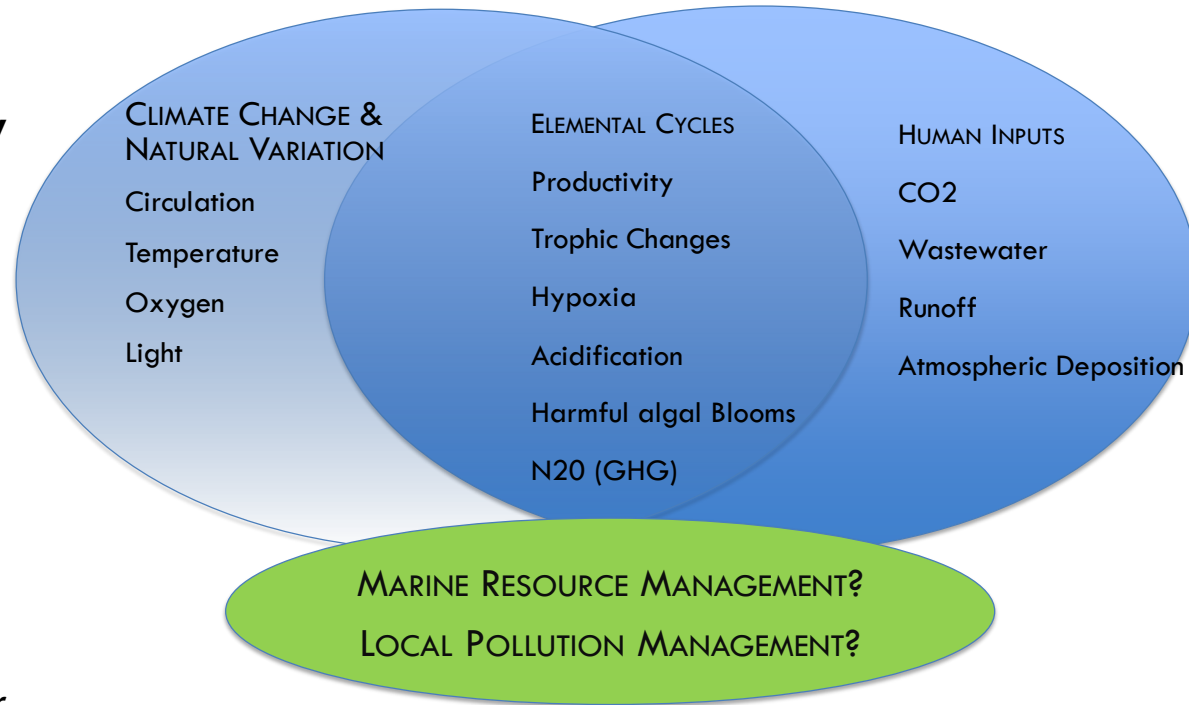 CLIMATE CHANGE &
NATURAL VARIATION
Circulation
Temperature
Oxygen
Light
ELEMENTAL CYCLES
Productivity
Trophic Changes
Hypoxia
Acidification
Harmful algal Blooms
N20 (GHG)
HUMAN INPUTS
CO2
Wastewater
Runoff
Atmospheric Deposition
MARINE RESOURCE MANAGEMENT?
LOCAL POLLUTION MANAGEMENT?